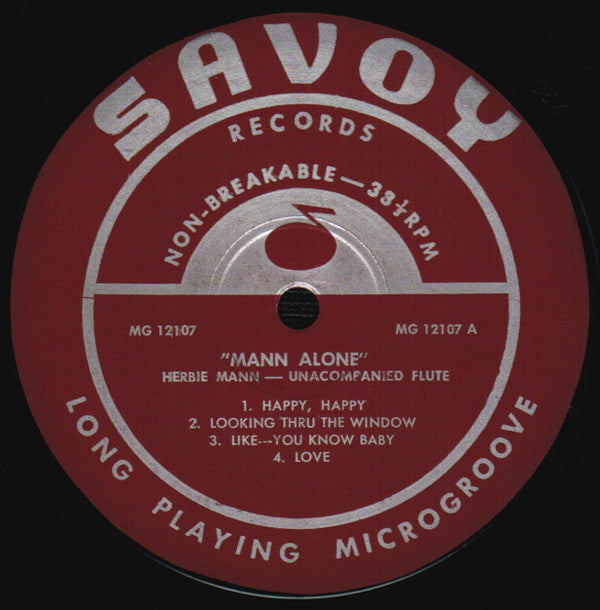 SAVOY
RECORDS
NON-BREAKABLE — 33⅓ RPM
MG 12107
MG 12107 A
"MANN ALONE"
HERBIE MANN — UNACOMPANIED FLUTE
1. HAPPY, HAPPY
2. LOOKING THRU THE WINDOW
3. LIKE---YOU KNOW BABY
4. LOVE
LONG PLAYING MICROGROOVE